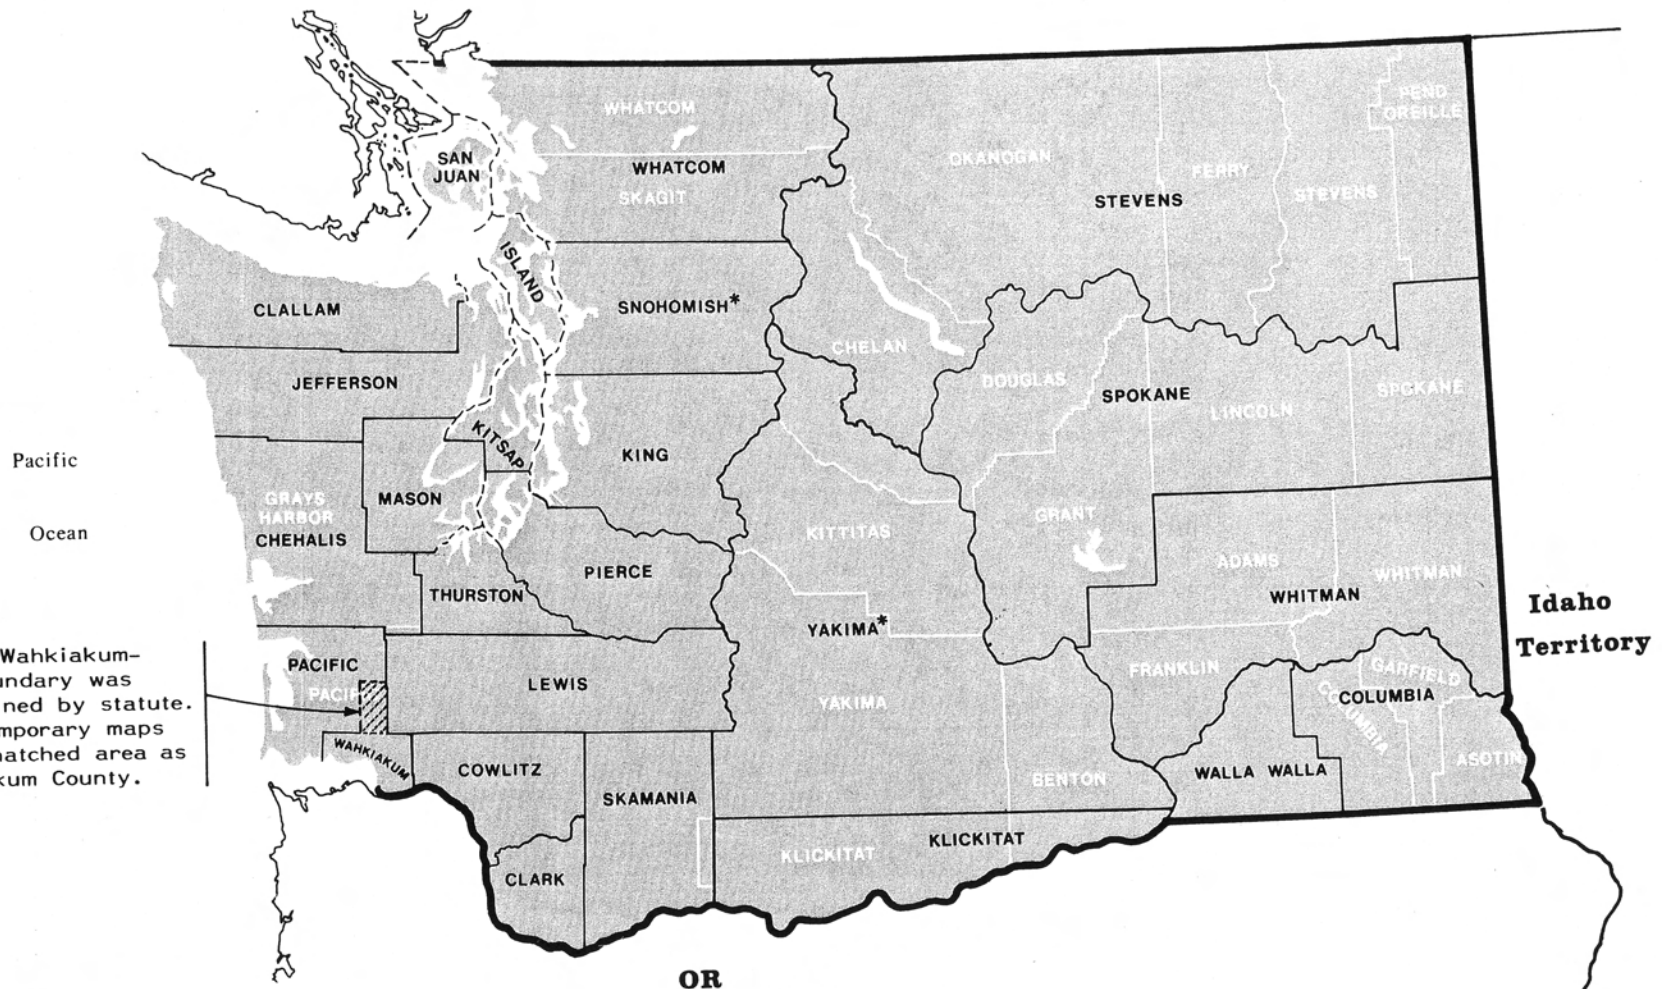 WHATCOM
PEND
OREILLE
SAN
JUAN
WHATCOM
OKANOGAN
FERRY
SKAGIT
STEVENS
STEVENS
ISLAND
CLALLAM
SNOHOMISH*
CHELAN
JEFFERSON
DOUGLAS
SPOKANE
SPOKANE
LINCOLN
KITSAP
KING
Pacific
Ocean
MASON
GRAYS
HARBOR
CHEHALIS
GRANT
KITTITAS
ADAMS
WHITMAN
PIERCE
THURSTON
WHITMAN
Idaho
Territory
YAKIMA*
Wahkiakum-
undary was
ned by statute.
mporary maps
hatched area as
kum County.
PACIFIC
PACIF
LEWIS
FRANKLIN
GARFIELD
COLUMBIA
COLUMBIA
YAKIMA
WAHKIAKUM
COWLITZ
WALLA WALLA
ASOTIN
BENTON
SKAMANIA
KLICKITAT
KLICKITAT
CLARK
OR